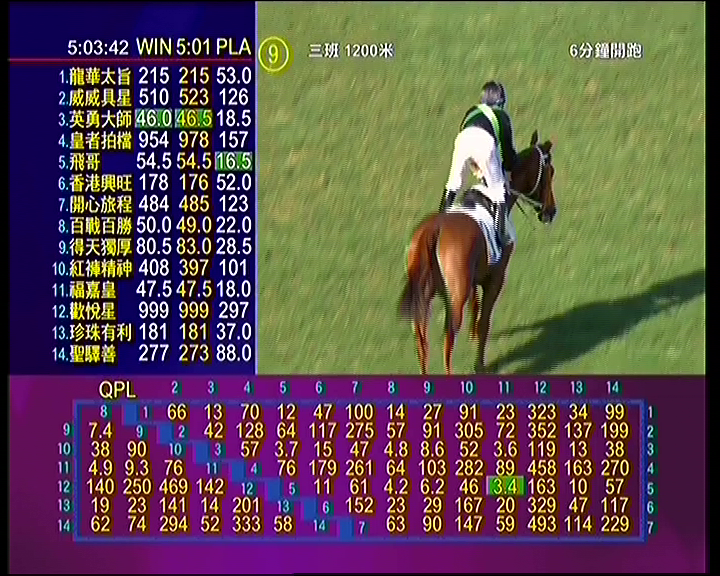 5:03:42 WIN 5:01 PLA
9 三班 1200米 6分鐘開跑
1.龍華太旨 215 215 53.0
2.威威具星 510 523 126
3.英勇大師 46.0 46.5 18.5
4.皇者拍檔 954 978 157
5.飛哥 54.5 54.5 16.5
6.香港興旺 178 176 52.0
7.開心旅程 484 485 123
8.百戰百勝 50.0 49.0 22.0
9.得天獨厚 80.5 83.0 28.5
10.紅褲精神 408 397 101
11.福嘉皇 47.5 47.5 18.0
12.歡悅星 999 999 297
13.珍珠有利 181 181 37.0
14.聖驛善 277 273 88.0
QPL 2 3 4 5 6 7 8 9 10 11 12 13 14
8 1 66 13 70 12 47 100 14 27 91 23 323 34 99 1
9 7.4 9 2 42 128 64 117 275 57 91 305 72 352 137 199 2
10 38 90 10 3 57 3.7 15 47 4.8 8.6 52 3.6 119 13 38 3
11 4.9 9.3 76 11 4 76 179 261 64 103 282 89 458 163 270 4
12 140 250 469 142 12 5 11 61 4.2 6.2 46 3.4 163 10 57 5
13 19 23 141 14 201 13 6 152 23 29 167 20 329 47 117 6
14 62 74 294 52 333 58 14 7 63 90 147 59 493 114 229 7